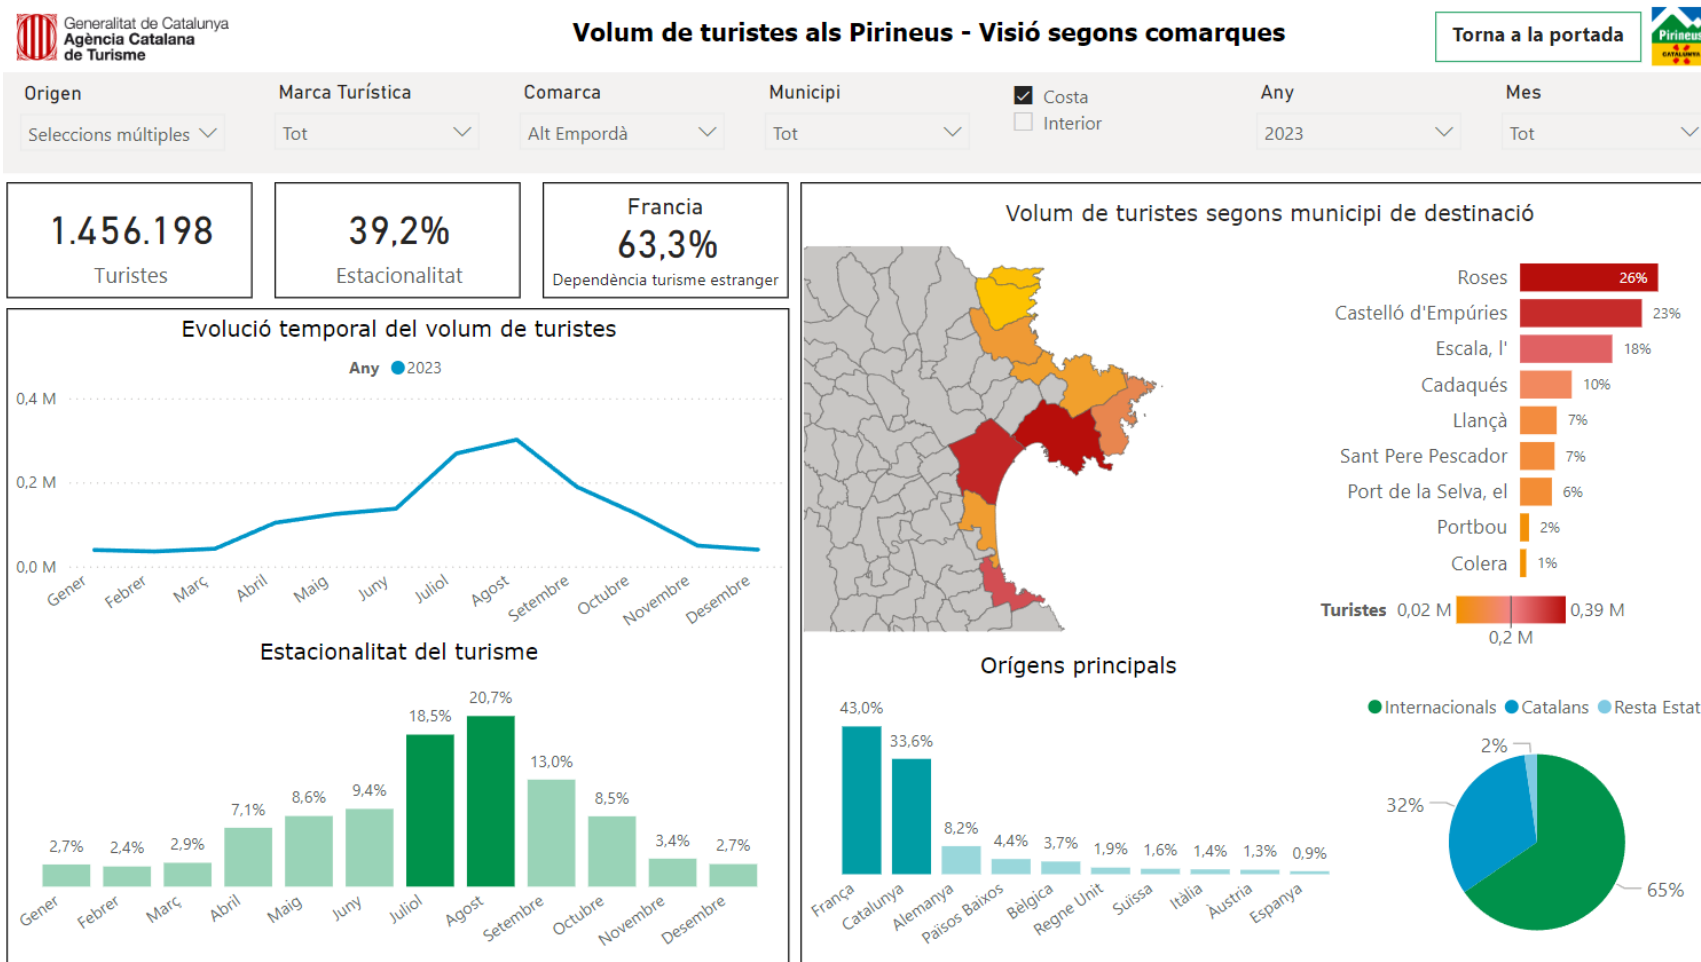 Generalitat de Catalunya
Agència Catalana
de Turisme
Volum de turistes als Pirineus - Visió segons comarques
Torna a la portada
Pirineus
CATALUNYA
Origen
Seleccions múltiples
Marca Turística
Tot
Comarca
Alt Empordà
Municipi
Tot
Costa
Interior
Any
2023
Mes
Tot
1.456.198
Turistes
39,2%
Estacionalitat
Francia
63,3%
Dependència turisme estranger
Evolució temporal del volum de turistes
Any 2023
0,4 M
0,2 M
0,0 M
Gener
Febrer
Març
Abril
Maig
Juny
Juliol
Agost
Setembre
Octubre
Novembre
Desembre
Estacionalitat del turisme
2,7%
2,4%
2,9%
7,1%
8,6%
9,4%
18,5%
20,7%
13,0%
8,5%
3,4%
2,7%
Gener
Febrer
Març
Abril
Maig
Juny
Juliol
Agost
Setembre
Octubre
Novembre
Desembre
Volum de turistes segons municipi de destinació
Roses 26%
Castelló d'Empúries 23%
Escala, l' 18%
Cadaqués 10%
Llançà 7%
Sant Pere Pescador 7%
Port de la Selva, el 6%
Portbou 2%
Colera 1%
Turistes 0,02 M 0,39 M
0,2 M
Orígens principals
43,0%
33,6%
8,2%
4,4%
3,7%
1,9%
1,6%
1,4%
1,3%
0,9%
França
Catalunya
Alemanya
Països Baixos
Bèlgica
Regne Unit
Suïssa
Itàlia
Àustria
Espanya
Internacionals Catalans Resta Estat
2%
32%
65%